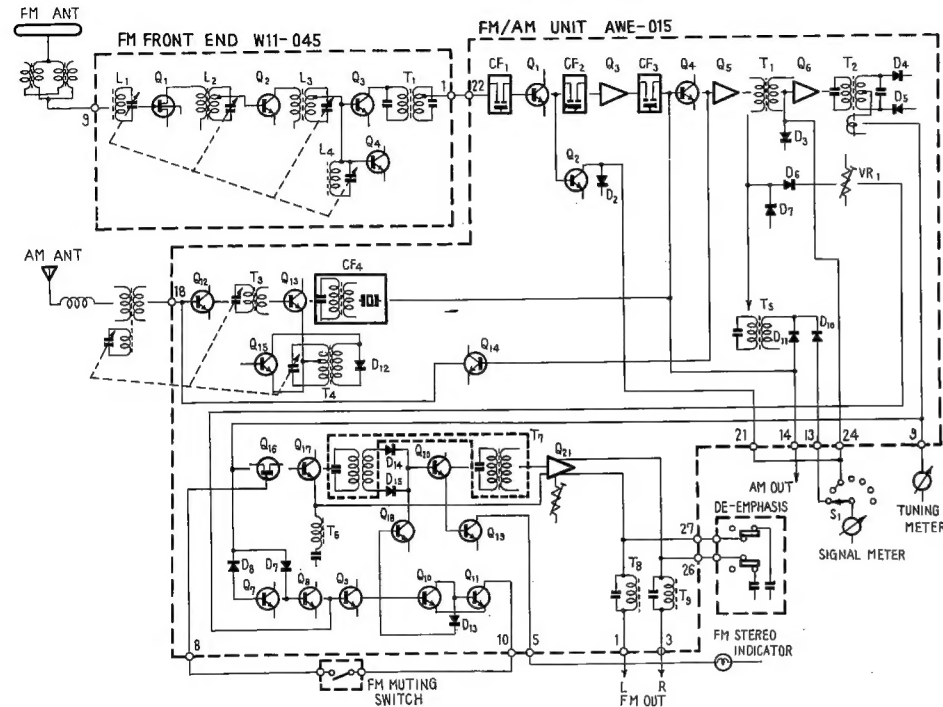 FM ANT
FM FRONT END W11-045
FM/AM UNIT AWE-015
L1
Q1
L2
Q2
L3
Q3
T1
1
22
CF1
Q1
CF2
Q3
CF3
Q4
Q5
T1
Q6
T2
D4
D5
9
L4
Q4
Q2
D2
D3
D6
D7
VR1
AM ANT
18
Q12
T3
Q13
CF4
Q15
T4
D12
Q14
T5
D11
D10
21
14
13
24
9
Q16
Q17
D14
D15
Q20
T7
Q21
AM OUT
DE-EMPHASIS
S1
SIGNAL METER
TUNING
METER
T6
Q18
Q19
27
26
D8
D7
Q7
Q8
Q9
Q10
Q11
D13
T8
T9
8
10
5
1
3
FM STEREO
INDICATOR
FM MUTING
SWITCH
L
R
FM OUT